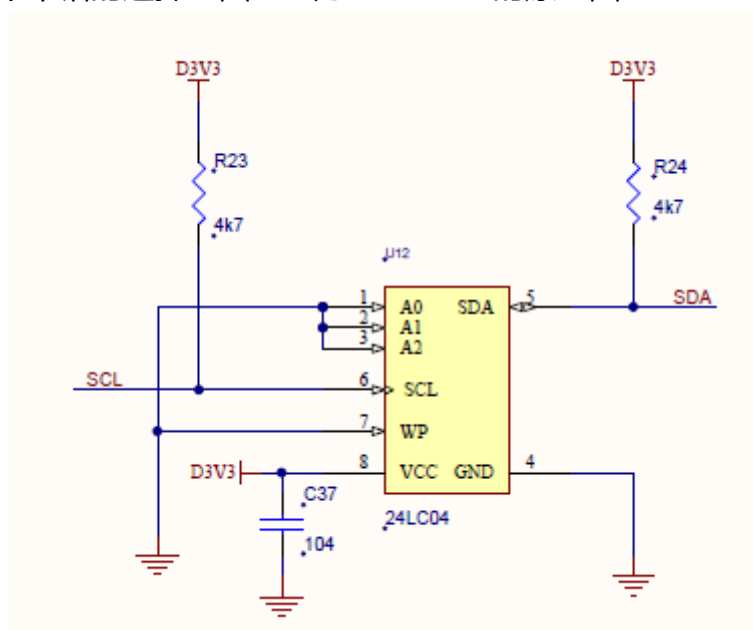 D3V3
D3V3
R23
4k7
R24
4k7
U12
1
2
3
A0
A1
A2
SDA
5
SDA
SCL
6
SCL
7
WP
D3V3
8
VCC
GND
4
C37
104
24LC04